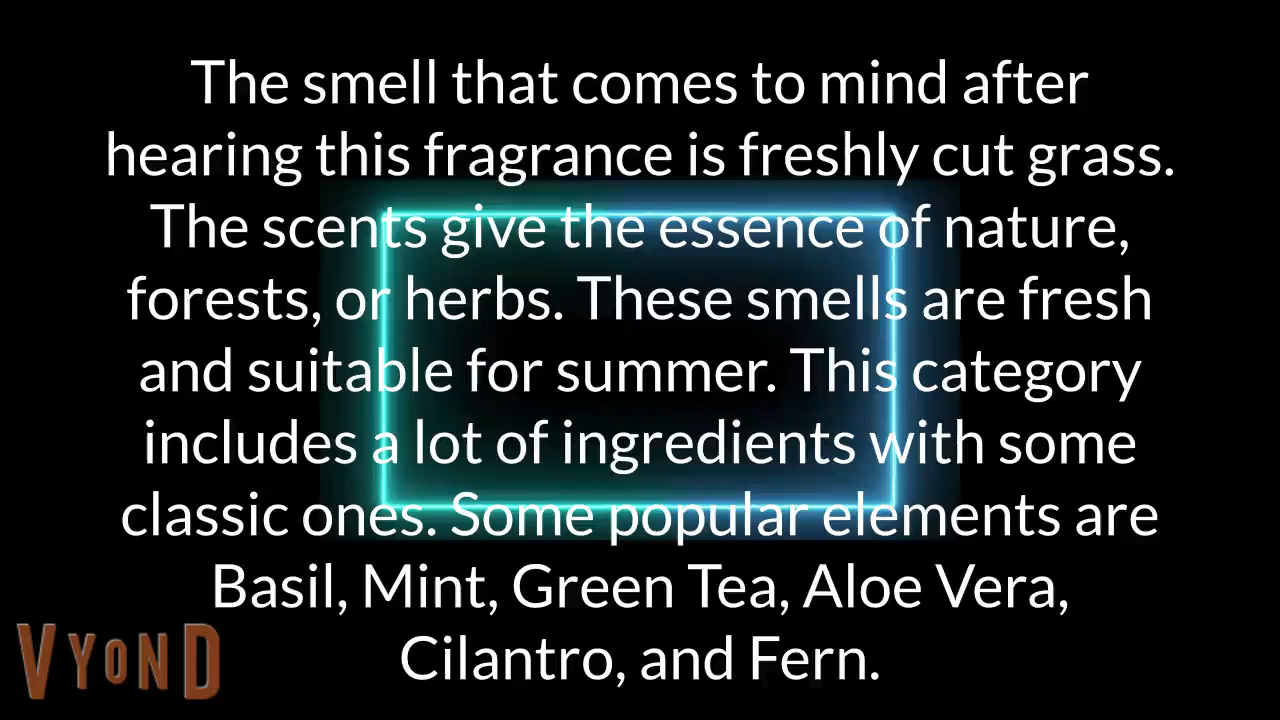 The smell that comes to mind after
hearing this fragrance is freshly cut grass.
The scents give the essence of nature,
forests, or herbs. These smells are fresh
and suitable for summer. This category
includes a lot of ingredients with some
classic ones. Some popular elements are
Basil, Mint, Green Tea, Aloe Vera,
Cilantro, and Fern.
VYOND